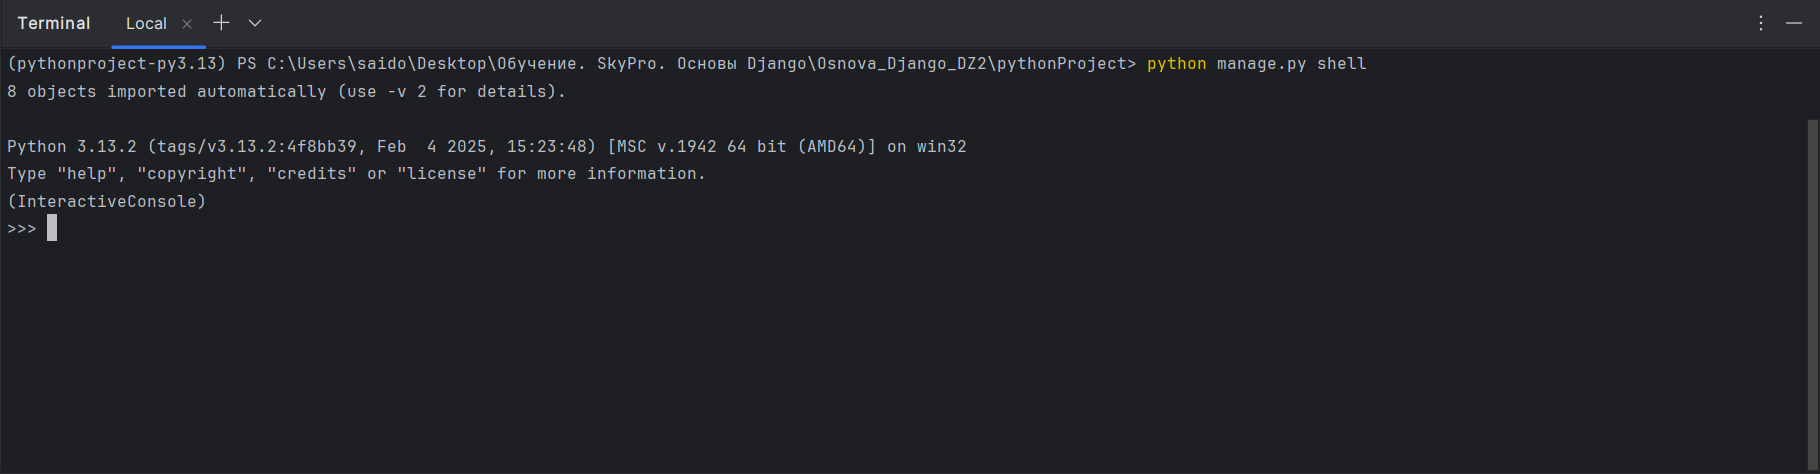 Terminal Local
(pythonproject-py3.13) PS C:\Users\saido\Desktop\Обучение. SkyPro. Основы Django\Osnova_Django_DZ2\pythonProject> python manage.py shell
8 objects imported automatically (use -v 2 for details).
Python 3.13.2 (tags/v3.13.2:4f8bb39, Feb  4 2025, 15:23:48) [MSC v.1942 64 bit (AMD64)] on win32
Type "help", "copyright", "credits" or "license" for more information.
(InteractiveConsole)
>>>